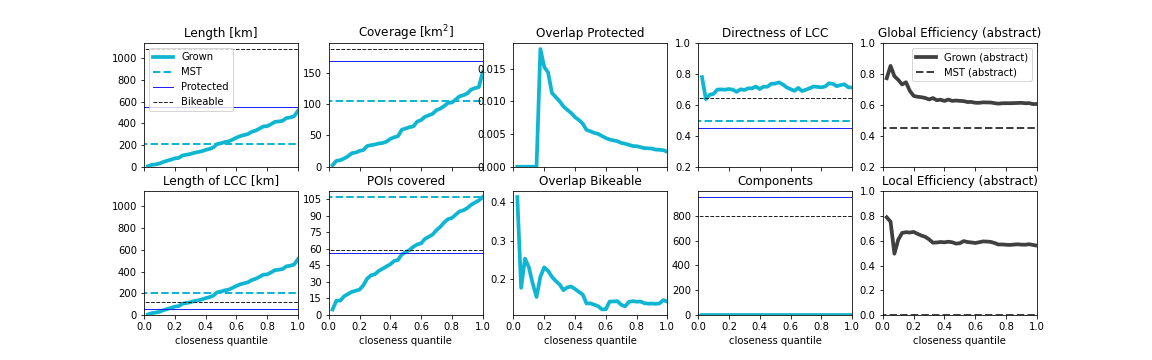 Length [km]
Coverage [km²]
Overlap Protected
Directness of LCC
Global Efficiency (abstract)
1000
800
600
400
200
0
Grown
MST
Protected
Bikeable
150
100
50
0
0.015
0.010
0.005
0.000
1.0
0.8
0.6
0.4
0.2
1.0
0.8
0.6
0.4
0.2
Grown (abstract)
MST (abstract)
Length of LCC [km]
POIs covered
Overlap Bikeable
Components
Local Efficiency (abstract)
1000
800
600
400
200
0
105
90
75
60
45
30
15
0
0.4
0.3
0.2
800
600
400
200
0
1.0
0.8
0.6
0.4
0.2
0.0
0.0 0.2 0.4 0.6 0.8 1.0
0.0 0.2 0.4 0.6 0.8 1.0
0.0 0.2 0.4 0.6 0.8 1.0
0.0 0.2 0.4 0.6 0.8 1.0
0.0 0.2 0.4 0.6 0.8 1.0
closeness quantile
closeness quantile
closeness quantile
closeness quantile
closeness quantile